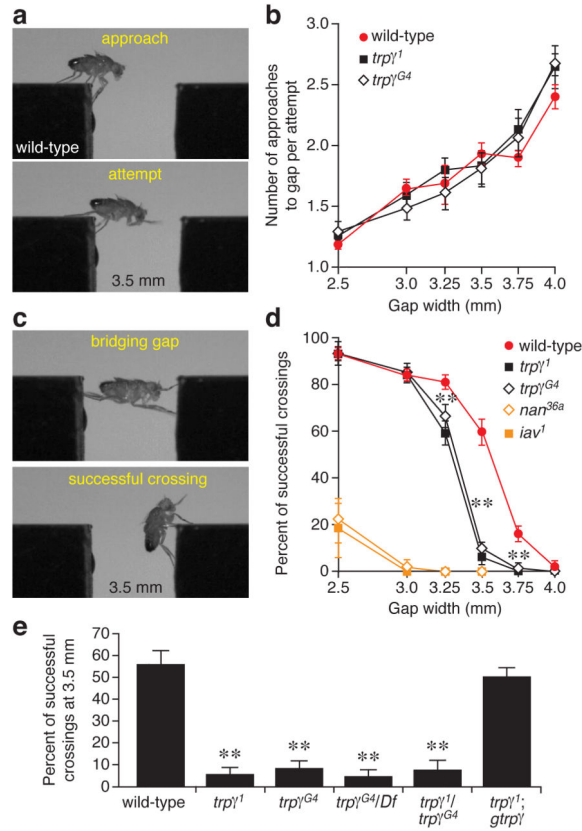 a
approach
wild-type
attempt
3.5 mm
b
Number of approaches
to gap per attempt
3.0
2.5
2.0
1.5
1.0
wild-type
trpγ¹
trpγᴳ⁴
2.5 3.0 3.25 3.5 3.75 4.0
Gap width (mm)
c
bridging gap
successful crossing
3.5 mm
d
Percent of successful crossings
100
80
60
40
20
0
wild-type
trpγ¹
trpγᴳ⁴
nan³⁶ᵃ
iav¹
**
**
**
2.5 3.0 3.25 3.5 3.75 4.0
Gap width (mm)
e
Percent of successful
crossings at 3.5 mm
70
60
50
40
30
20
10
0
** ** ** **
wild-type trpγ¹ trpγᴳ⁴ trpγᴳ⁴/Df trpγ¹/ trpγ¹;
trpγᴳ⁴ gtrpγ